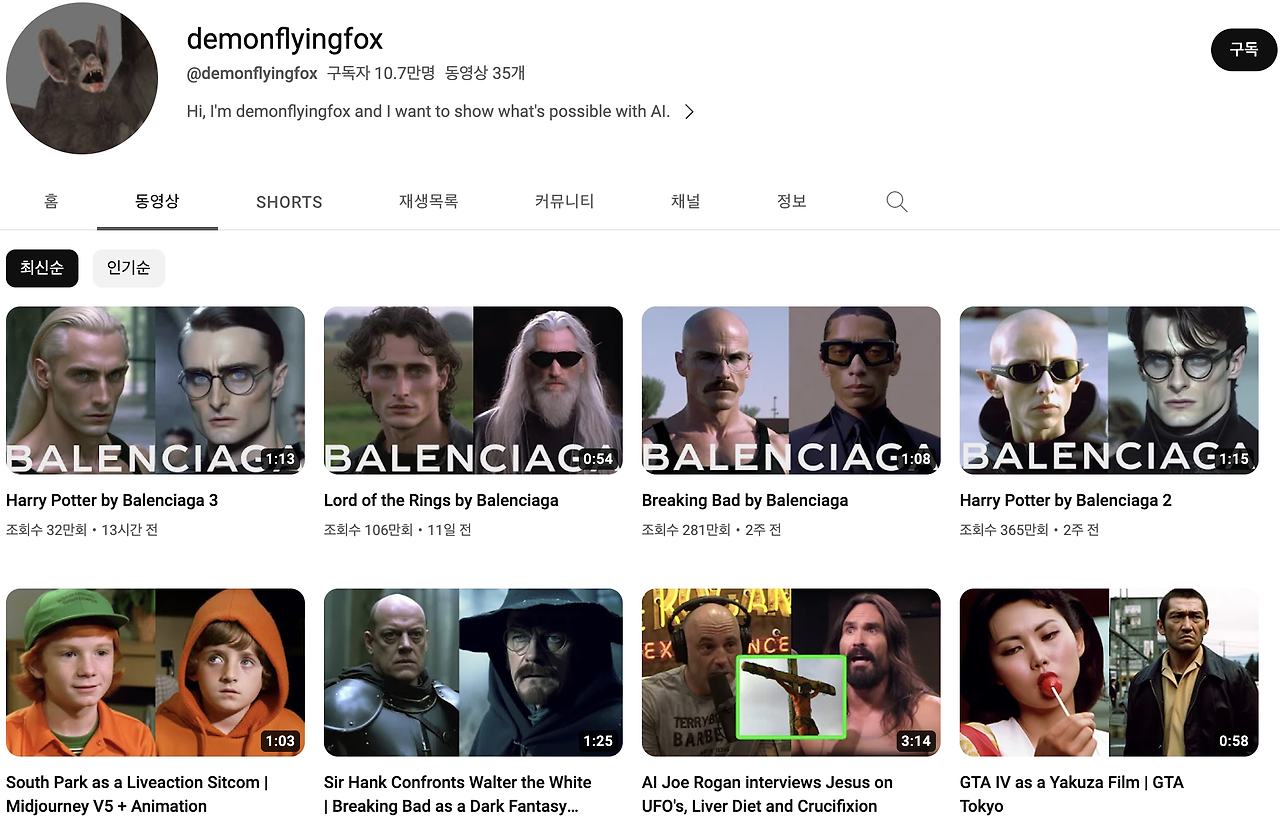 demonflyingfox
@demonflyingfox 구독자 10.7만명 동영상 35개
구독
Hi, I'm demonflyingfox and I want to show what's possible with AI.
홈 동영상 SHORTS 재생목록 커뮤니티 채널 정보
최신순 인기순
BALENCIAGA 1:13
BALENCIAGA 0:54
BALENCIAGA 1:08
BALENCIAGA 1:15
Harry Potter by Balenciaga 3
조회수 32만회 • 13시간 전
Lord of the Rings by Balenciaga
조회수 106만회 • 11일 전
Breaking Bad by Balenciaga
조회수 281만회 • 2주 전
Harry Potter by Balenciaga 2
조회수 365만회 • 2주 전
1:03
1:25
3:14
0:58
South Park as a Liveaction Sitcom |
Midjourney V5 + Animation
Sir Hank Confronts Walter the White
| Breaking Bad as a Dark Fantasy...
AI Joe Rogan interviews Jesus on
UFO's, Liver Diet and Crucifixion
GTA IV as a Yakuza Film | GTA
Tokyo